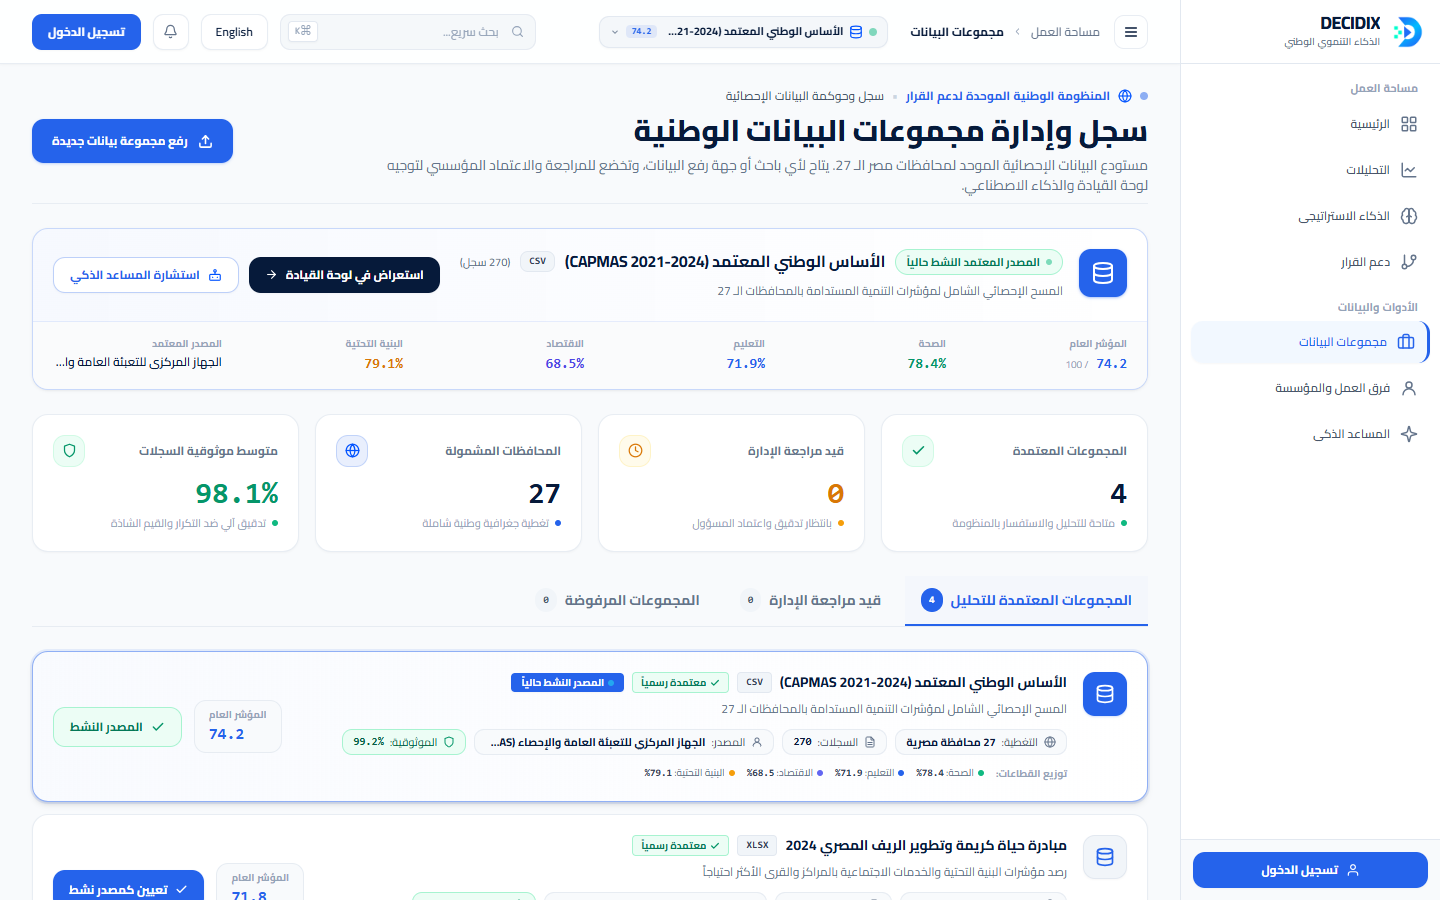 DECIDIX
الذكاء التنموي الوطني
مساحة العمل
الرئيسية
التحليلات
الذكاء الاستراتيجى
دعم القرار
الأدوات والبيانات
مجموعات البيانات
فرق العمل والمؤسسة
المساعد الذكى
تسجيل الدخول
مساحة العمل › مجموعات البيانات
الأساس الوطني المعتمد (2024-21... 74.2
بحث سريع... ⌘K
English
تسجيل الدخول
المنظومة الوطنية الموحدة لدعم القرار • سجل وحوكمة البيانات الإحصائية
سجل وإدارة مجموعات البيانات الوطنية
مستودع البيانات الإحصائي الموحد لمحافظات مصر الـ 27. يتاح لأي باحث أو جهة رفع البيانات، وتخضع للمراجعة والاعتماد المؤسسي لتوجيه
لوحة القيادة والذكاء الاصطناعي.
رفع مجموعة بيانات جديدة
المصدر المعتمد النشط حالياً الأساس الوطني المعتمد (CAPMAS 2021-2024) CSV (270 سجل)
المسح الإحصائي الشامل لمؤشرات التنمية المستدامة بالمحافظات الـ 27
استعراض في لوحة القيادة
استشارة المساعد الذكي
المؤشر العام
74.2 / 100
الصحة
78.4%
التعليم
71.9%
الاقتصاد
68.5%
البنية التحتية
79.1%
المصدر المعتمد
الجهاز المركزى للتعبئة العامة وا...
المجموعات المعتمدة
4
متاحة للتحليل والاستفسار بالمنظومة
قيد مراجعة الإدارة
0
بانتظار تدقيق واعتماد المسؤول
المحافظات المشمولة
27
تغطية جغرافية وطنية شاملة
متوسط موثوقية السجلات
98.1%
تدقيق آلي ضد التكرار والقيم الشاذة
المجموعات المعتمدة للتحليل 4
قيد مراجعة الإدارة 0
المجموعات المرفوضة 0
الأساس الوطني المعتمد (CAPMAS 2021-2024) CSV معتمدة رسمياً المصدر النشط حالياً
المسح الإحصائي الشامل لمؤشرات التنمية المستدامة بالمحافظات الـ 27
التغطية: 27 محافظة مصرية
السجلات: 270
المصدر: الجهاز المركزي للتعبئة العامة والإحصاء (AS...
الموثوقية: 99.2%
توزيع القطاعات: الصحة: 78.4% التعليم: 71.9% الاقتصاد: 68.5% البنية التحتية: 79.1%
المؤشر العام
74.2
المصدر النشط
مبادرة حياة كريمة وتطوير الريف المصري 2024 XLSX معتمدة رسمياً
رصد مؤشرات البنية التحتية والخدمات الاجتماعية بالمراكز والقرى الأكثر احتياجاً
المؤشر العام
71.8
تعيين كمصدر نشط